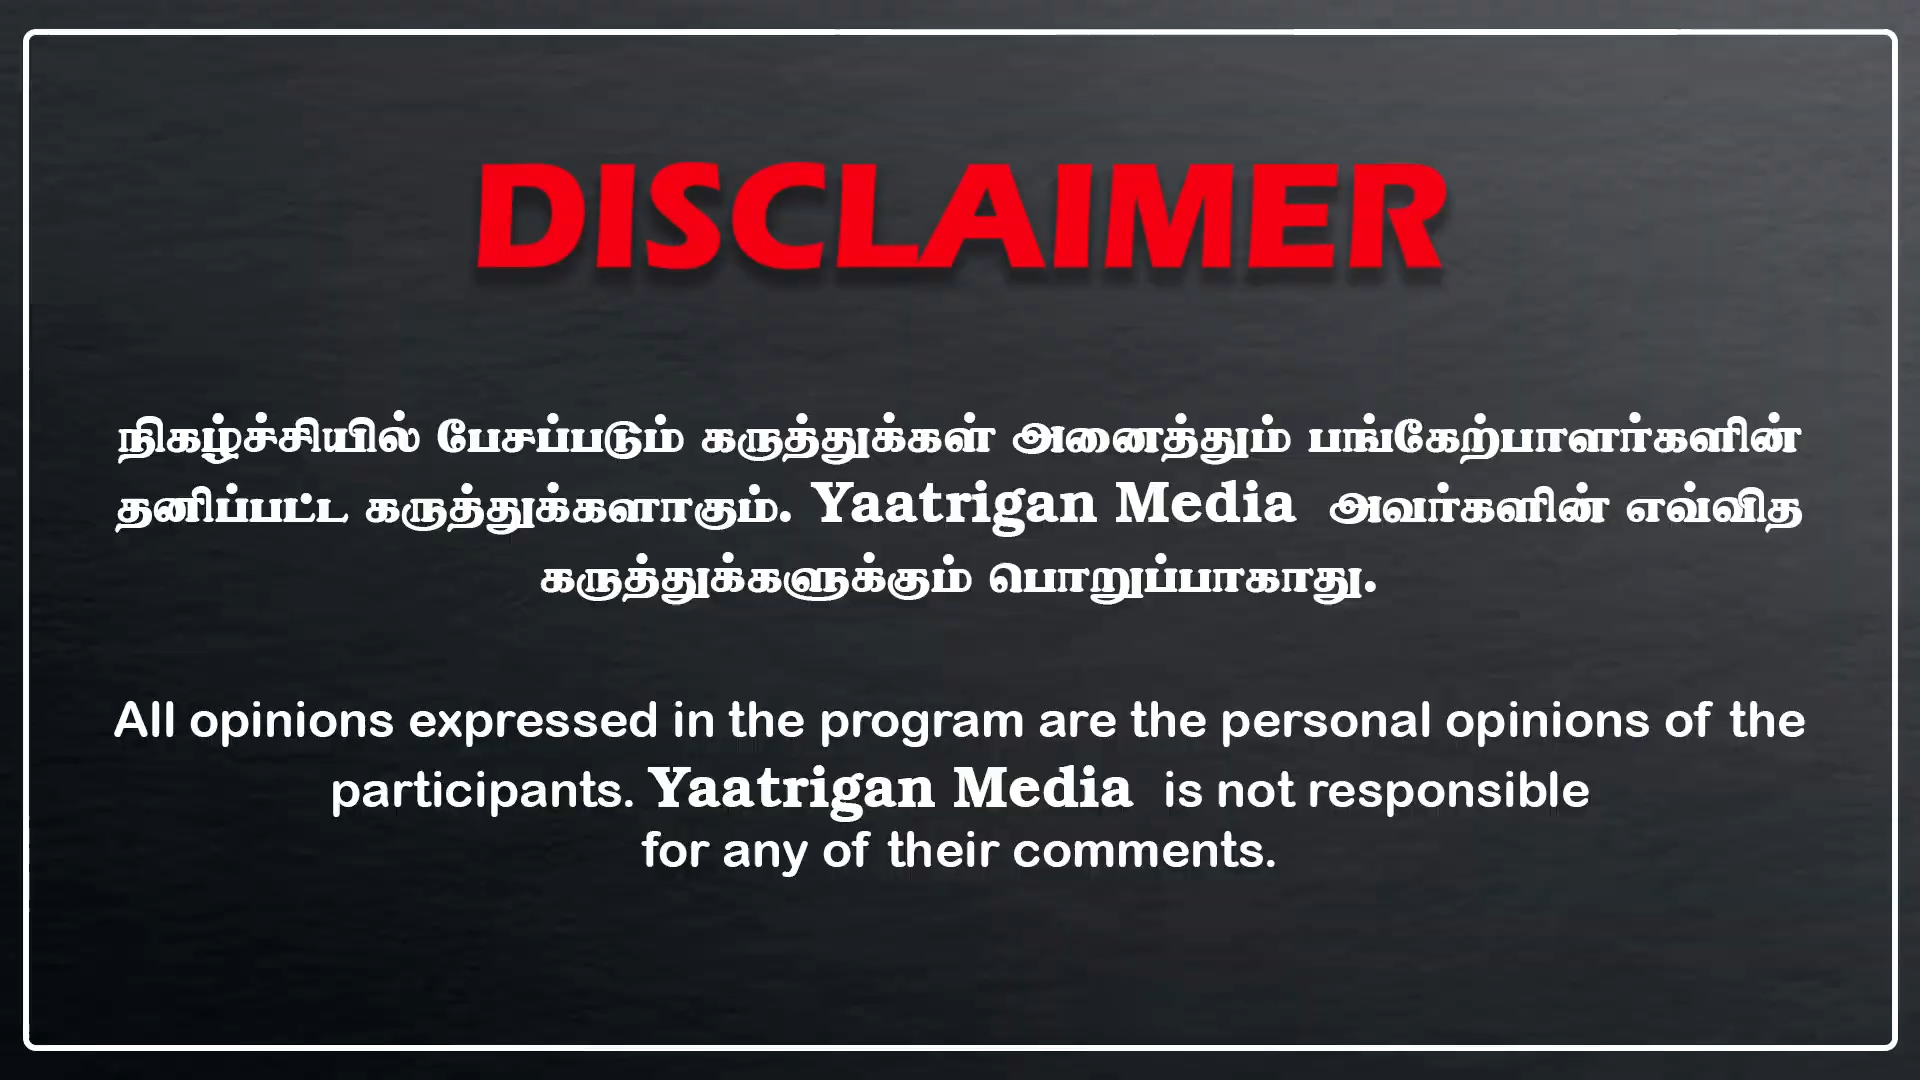 DISCLAIMER
நிகழ்ச்சியில் பேசப்படும் கருத்துக்கள் அனைத்தும் பங்கேற்பாளர்களின்
தனிப்பட்ட கருத்துக்களாகும். Yaatrigan Media அவர்களின் எவ்வித
கருத்துக்களுக்கும் பொறுப்பாகாது.
All opinions expressed in the program are the personal opinions of the
participants. Yaatrigan Media is not responsible
for any of their comments.